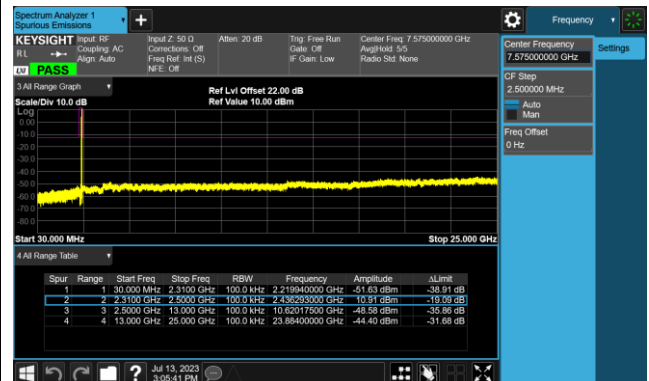 Spectrum Analyzer 1
Spurious Emissions
Frequency
KEYSIGHT
Input: RF
Input Z: 50 Ω
Atten: 20 dB
Trig: Free Run
Center Freq: 7.575000000 GHz
RL
Coupling: AC
Corrections: Off
Gate: Off
Avg|Hold: 5/5
Align: Auto
Freq Ref: Int (S)
IF Gain: Low
Radio Std: None
NFE: Off
LXI
PASS
Center Frequency
7.575000000 GHz
Settings
CF Step
2.500000 MHz
Auto
Man
Freq Offset
0 Hz
3 All Range Graph
Ref Lvl Offset 22.00 dB
Scale/Div 10.0 dB
Ref Value 10.00 dBm
Log
0.00
-10.0
-20.0
-30.0
-40.0
-50.0
-60.0
-70.0
-80.0
Start 30.000 MHz
Stop 25.000 GHz
4 All Range Table
Spur Range Start Freq Stop Freq RBW Frequency Amplitude ΔLimit
1 1 30.000 MHz 2.3100 GHz 100.0 kHz 2.219940000 GHz -51.63 dBm -38.91 dB
2 2 2.3100 GHz 2.5000 GHz 100.0 kHz 2.436293000 GHz 10.91 dBm -19.09 dB
3 3 2.5000 GHz 13.000 GHz 100.0 kHz 10.62017500 GHz -48.58 dBm -35.86 dB
4 4 13.000 GHz 25.000 GHz 100.0 kHz 23.88400000 GHz -44.40 dBm -31.68 dB
?
Jul 13, 2023
3:05:41 PM